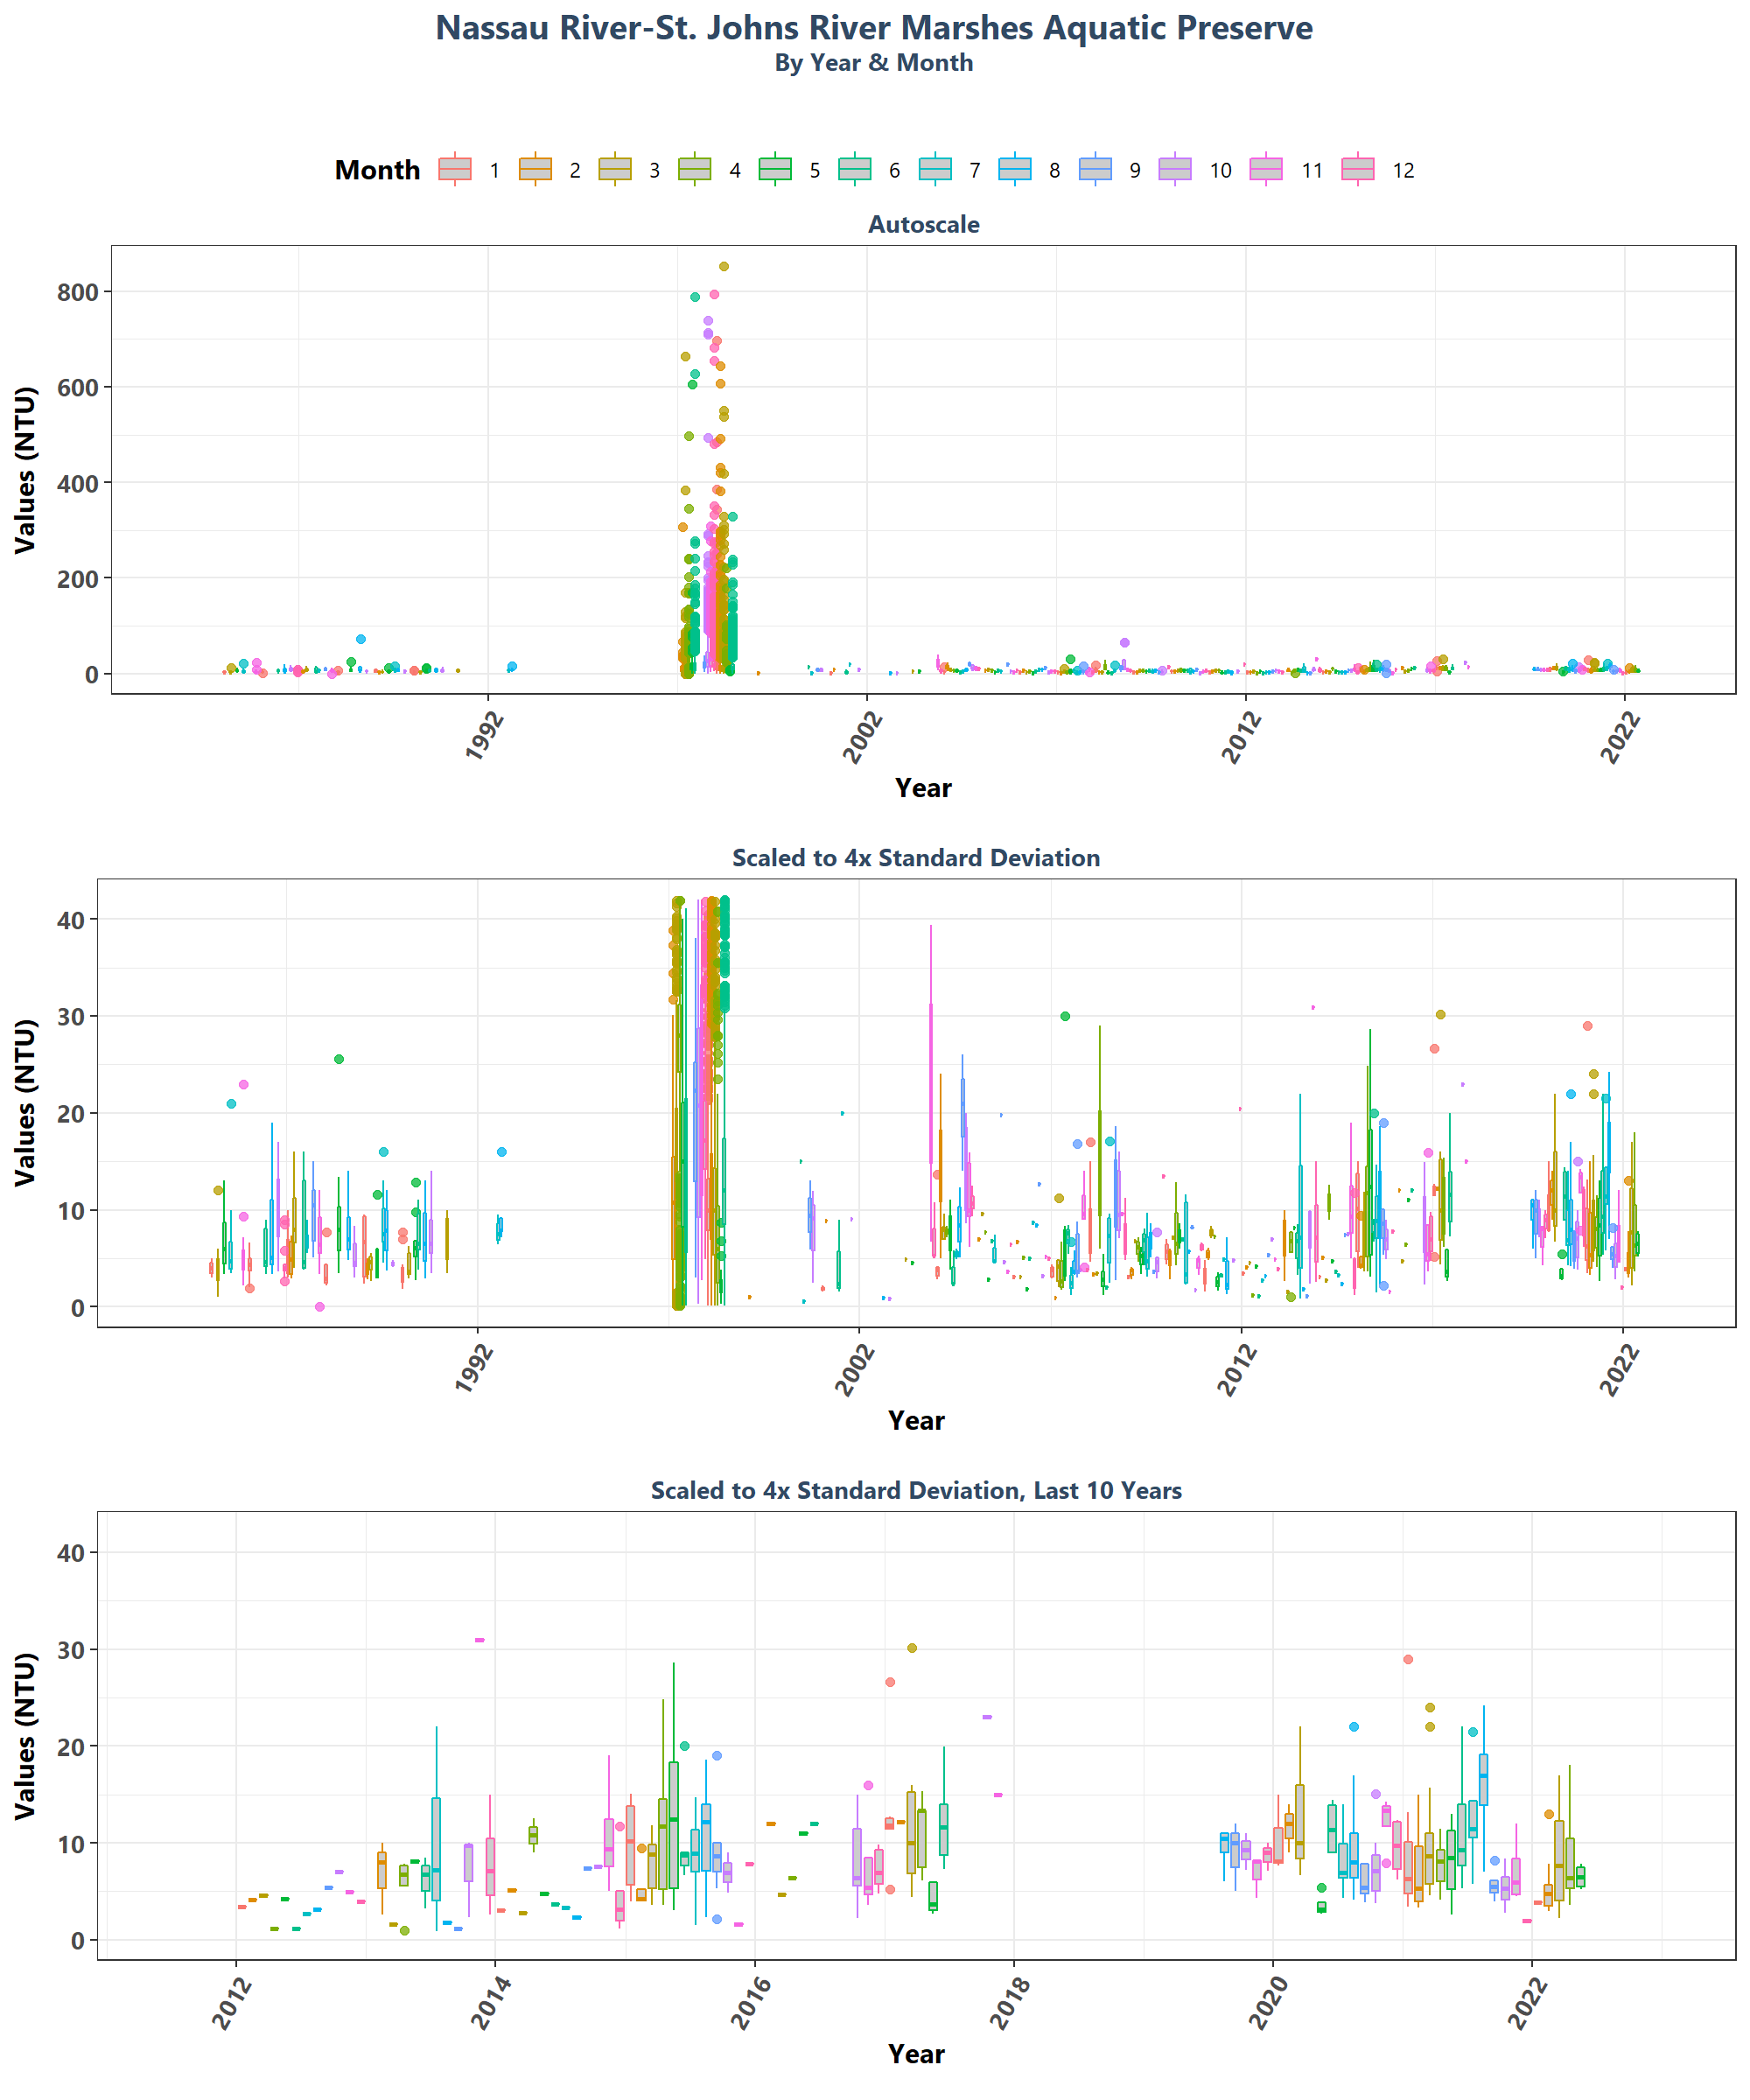 Nassau River-St. Johns River Marshes Aquatic Preserve
By Year & Month
Month 1 2 3 4 5 6 7 8 9 10 11 12
Autoscale
Values (NTU)
800
600
400
200
0
1992 2002 2012 2022
Year
Scaled to 4x Standard Deviation
Values (NTU)
40
30
20
10
0
1992 2002 2012 2022
Year
Scaled to 4x Standard Deviation, Last 10 Years
Values (NTU)
40
30
20
10
0
2012 2014 2016 2018 2020 2022
Year